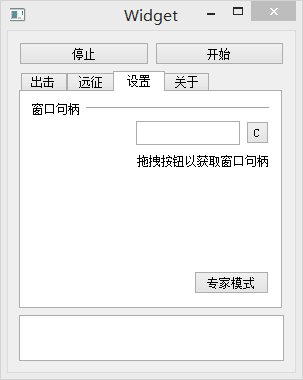 Widget
停止 开始
出击 远征 设置 关于
窗口句柄
C
拖拽按钮以获取窗口句柄
专家模式